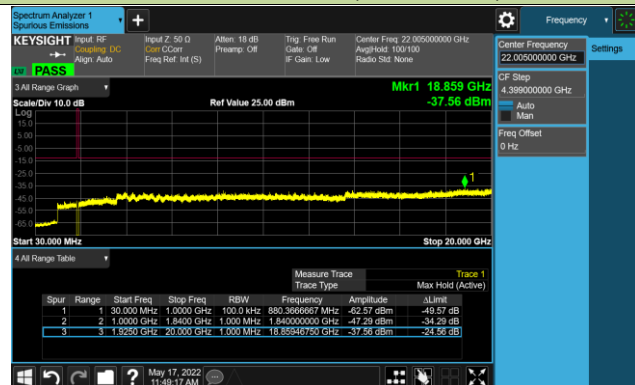 Spectrum Analyzer 1
Spurious Emissions
Frequency
KEYSIGHT
Input: RF
Coupling: DC
Align: Auto
Input Z: 50 Ω
Corr CCorr
Freq Ref: Int (S)
Atten: 18 dB
Preamp: Off
Trig: Free Run
Gate: Off
IF Gain: Low
Center Freq: 22.005000000 GHz
Avg|Hold: 100/100
Radio Std: None
PASS
3 All Range Graph
Mkr1 18.859 GHz
Scale/Div 10.0 dB
Ref Value 25.00 dBm
-37.56 dBm
Log
15.0
5.00
-5.00
-15.0
-25.0
-35.0
-45.0
-55.0
-65.0
1
Start 30.000 MHz
Stop 20.000 GHz
4 All Range Table
Measure Trace Trace 1
Trace Type Max Hold (Active)
Spur Range Start Freq Stop Freq RBW Frequency Amplitude ΔLimit
1 1 30.000 MHz 1.0000 GHz 100.0 kHz 880.3666667 MHz -62.57 dBm -49.57 dB
2 2 1.0000 GHz 1.8400 GHz 1.000 MHz 1.840000000 GHz -47.29 dBm -34.29 dB
3 3 1.9250 GHz 20.000 GHz 1.000 MHz 18.85946750 GHz -37.56 dBm -24.56 dB
May 17, 2022
11:49:17 AM
Center Frequency
22.005000000 GHz
Settings
CF Step
4.399000000 GHz
Auto
Man
Freq Offset
0 Hz